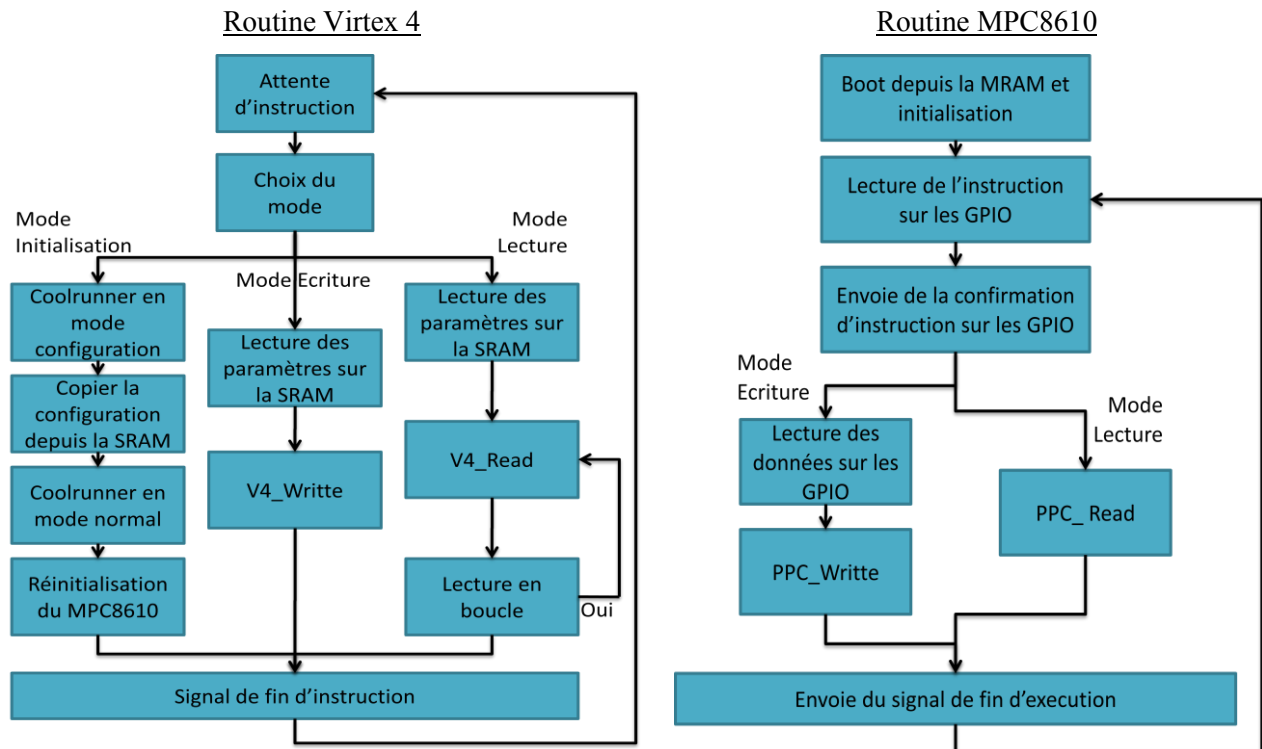 Routine Virtex 4
Attente
d'instruction
Choix du
mode
Mode
Initialisation
Mode Ecriture
Mode
Lecture
Coolrunner en
mode
configuration
Copier la
configuration
depuis la SRAM
Coolrunner en
mode normal
Réinitialisation
du MPC8610
Lecture des
paramètres sur
la SRAM
V4_Writte
Lecture des
paramètres sur
la SRAM
V4_Read
Lecture en
boucle
Oui
Signal de fin d'instruction
Routine MPC8610
Boot depuis la MRAM et
initialisation
Lecture de l'instruction
sur les GPIO
Envoie de la confirmation
d'instruction sur les GPIO
Mode
Ecriture
Mode
Lecture
Lecture des
données sur les
GPIO
PPC_Writte
PPC_ Read
Envoie du signal de fin d'execution